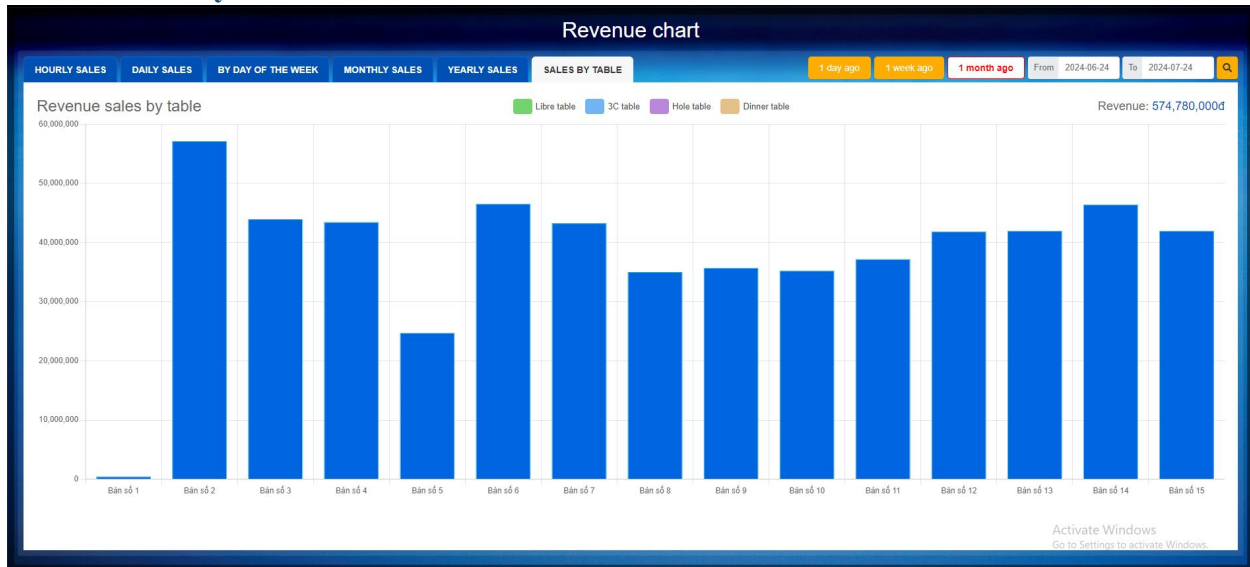 Revenue chart
HOURLY SALES DAILY SALES BY DAY OF THE WEEK MONTHLY SALES YEARLY SALES SALES BY TABLE 1 day ago 1 week ago 1 month ago From 2024-06-24 To 2024-07-24
Revenue sales by table Libre table 3C table Hole table Dinner table Revenue: 574,780,000đ
60,000,000
50,000,000
40,000,000
30,000,000
20,000,000
10,000,000
0
Bàn số 1 Bàn số 2 Bàn số 3 Bàn số 4 Bàn số 5 Bàn số 6 Bàn số 7 Bàn số 8 Bàn số 9 Bàn số 10 Bàn số 11 Bàn số 12 Bàn số 13 Bàn số 14 Bàn số 15
Activate Windows
Go to Settings to activate Windows.